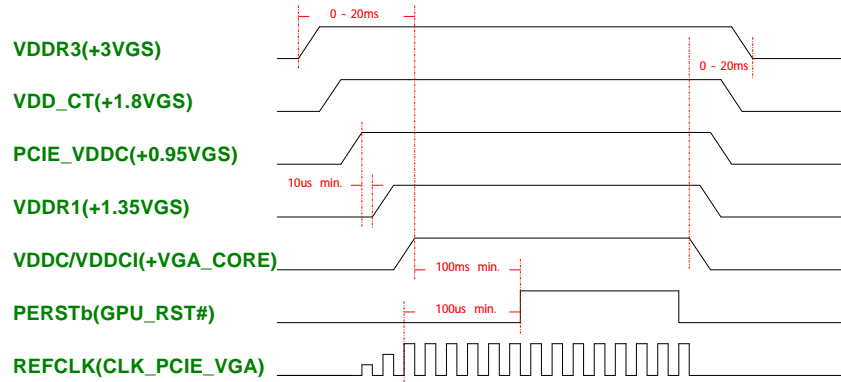 0 ~ 20ms
VDDR3(+3VGS)
0 ~ 20ms
VDD_CT(+1.8VGS)
PCIE_VDDC(+0.95VGS)
10us min.
VDDR1(+1.35VGS)
VDDC/VDDCI(+VGA_CORE)
100ms min.
PERSTb(GPU_RST#)
100us min.
REFCLK(CLK_PCIE_VGA)